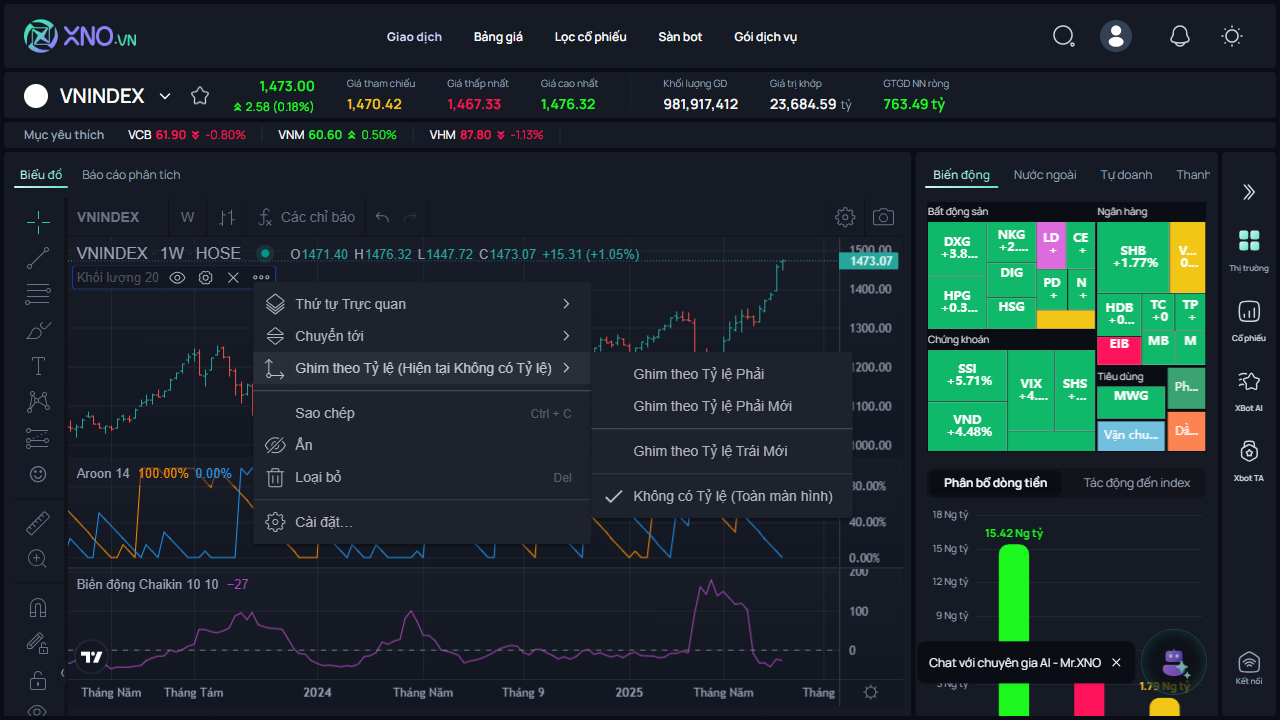 XNO.VN
Giao dịch
Bảng giá
Lọc cổ phiếu
Sàn bot
Gói dịch vụ
VNINDEX
1,473.00
2.58 (0.18%)
Giá tham chiếu
1,470.42
Giá thấp nhất
1,467.33
Giá cao nhất
1,476.32
Khối lượng GD
981,917,412
Giá trị khớp
23,684.59 tỷ
GTGD NN ròng
763.49 tỷ
Mục yêu thích
VCB 61.90 -0.80%
VNM 60.60 0.50%
VHM 87.80 -1.13%
Biểu đồ
Báo cáo phân tích
VNINDEX
W
Các chỉ báo
VNINDEX · 1W · HOSE
O1471.40 H1476.32 L1447.72 C1473.07 +15.31 (+1.05%)
Khối lượng 20
1500.00
1473.07
1400.00
1300.00
1200.00
1100.00
1000.00
Thứ tự Trực quan
Chuyển tới
Ghim theo Tỷ lệ (Hiện tại Không có Tỷ lệ)
Sao chép Ctrl + C
Ẩn
Loại bỏ Del
Cài đặt...
Ghim theo Tỷ lệ Phải
Ghim theo Tỷ lệ Phải Mới
Ghim theo Tỷ lệ Trái Mới
Không có Tỷ lệ (Toàn màn hình)
Aroon 14 100.00% 0.00%
80.00%
40.00%
0.00%
Biên động Chaikin 10 10 −27
200
100
0
Tháng Năm
Tháng Tám
2024
Tháng Năm
Tháng 9
2025
Tháng Năm
Tháng
Biến động
Nước ngoài
Tự doanh
Thanh
Bất động sản
DXG
+3.8...
NKG
+2....
LD
+
CE
+
HPG
+0.3...
DIG
HSG
PD
+
N
+
Ngân hàng
SHB
+1.77%
V...
0...
HDB
+0...
TC
+0
TP
+
EIB
MB
M
Chứng khoán
SSI
+5.71%
VND
+4.48%
VIX
+4....
SHS
+...
Tiêu dùng
MWG
Ph...
Vận chu...
Dầ...
Phân bổ dòng tiền
Tác động đến index
18 Ng tỷ
15 Ng tỷ
12 Ng tỷ
9 Ng tỷ
3 Ng tỷ
15.42 Ng tỷ
1.79 Ng tỷ
Chat với chuyên gia AI - Mr.XNO
Thị trường
Cổ phiếu
XBot AI
Xbot TA
Kết nối